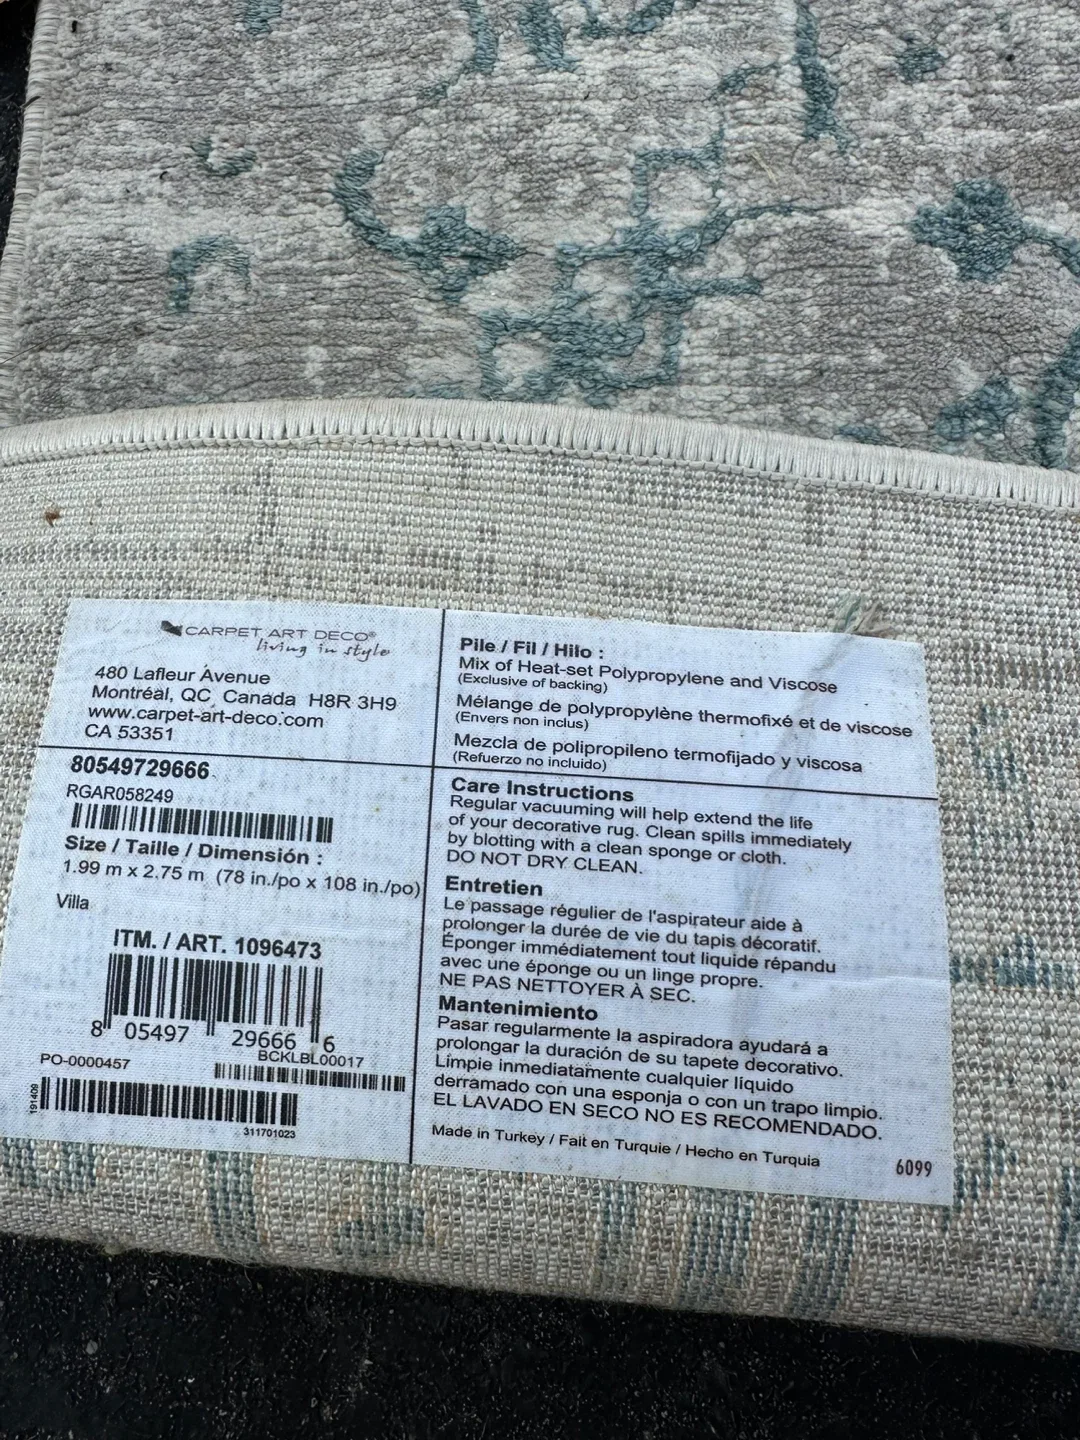 CARPET ART DECO®
living in style
480 Lafleur Avenue
Montréal, QC, Canada H8R 3H9
www.carpet-art-deco.com
CA 53351
80549729666
RGAR058249
Size / Taille / Dimensión :
1.99 m x 2.75 m (78 in./po x 108 in./po)
Villa
ITM. / ART. 1096473
8 05497 29666 6
BCKLBL00017
PO-0000457
191409
311701023
Pile / Fil / Hilo :
Mix of Heat-set Polypropylene and Viscose
(Exclusive of backing)
Mélange de polypropylène thermofixé et de viscose
(Envers non inclus)
Mezcla de polipropileno termofijado y viscosa
(Refuerzo no incluido)
Care Instructions
Regular vacuuming will help extend the life
of your decorative rug. Clean spills immediately
by blotting with a clean sponge or cloth.
DO NOT DRY CLEAN.
Entretien
Le passage régulier de l'aspirateur aide à
prolonger la durée de vie du tapis décoratif.
Éponger immédiatement tout liquide répandu
avec une éponge ou un linge propre.
NE PAS NETTOYER À SEC.
Mantenimiento
Pasar regularmente la aspiradora ayudará a
prolongar la duración de su tapete decorativo.
Límpie inmediatamente cualquier líquido
derramado con una esponja o con un trapo limpio.
EL LAVADO EN SECO NO ES RECOMENDADO.
Made in Turkey / Fait en Turquie / Hecho en Turquia
6099